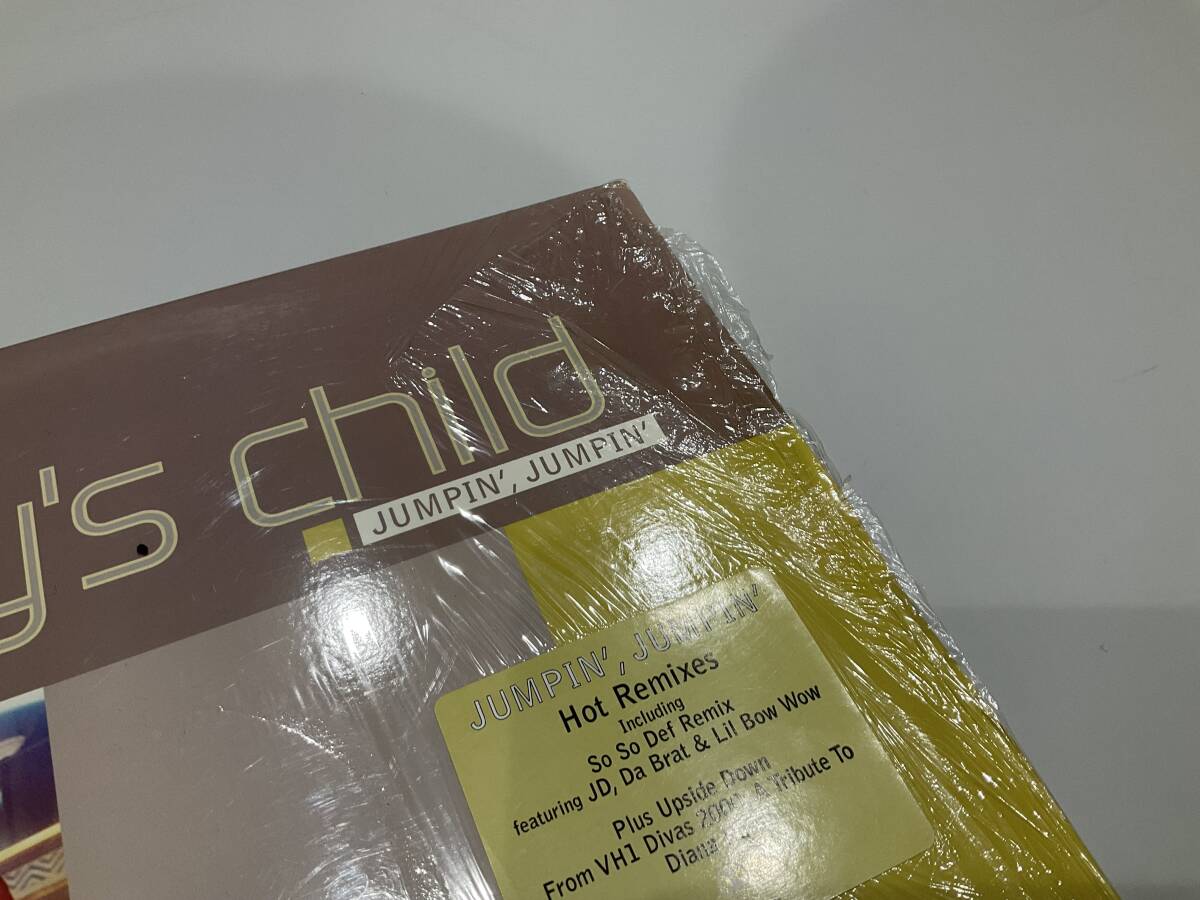 y's child
JUMPIN', JUMPIN'
JUMPIN', JUMPIN'
Hot Remixes
Including
So So Def Remix
featuring JD, Da Brat & Lil Bow Wow
Plus Upside Down
From VH1 Divas 2000 A Tribute To
Diana